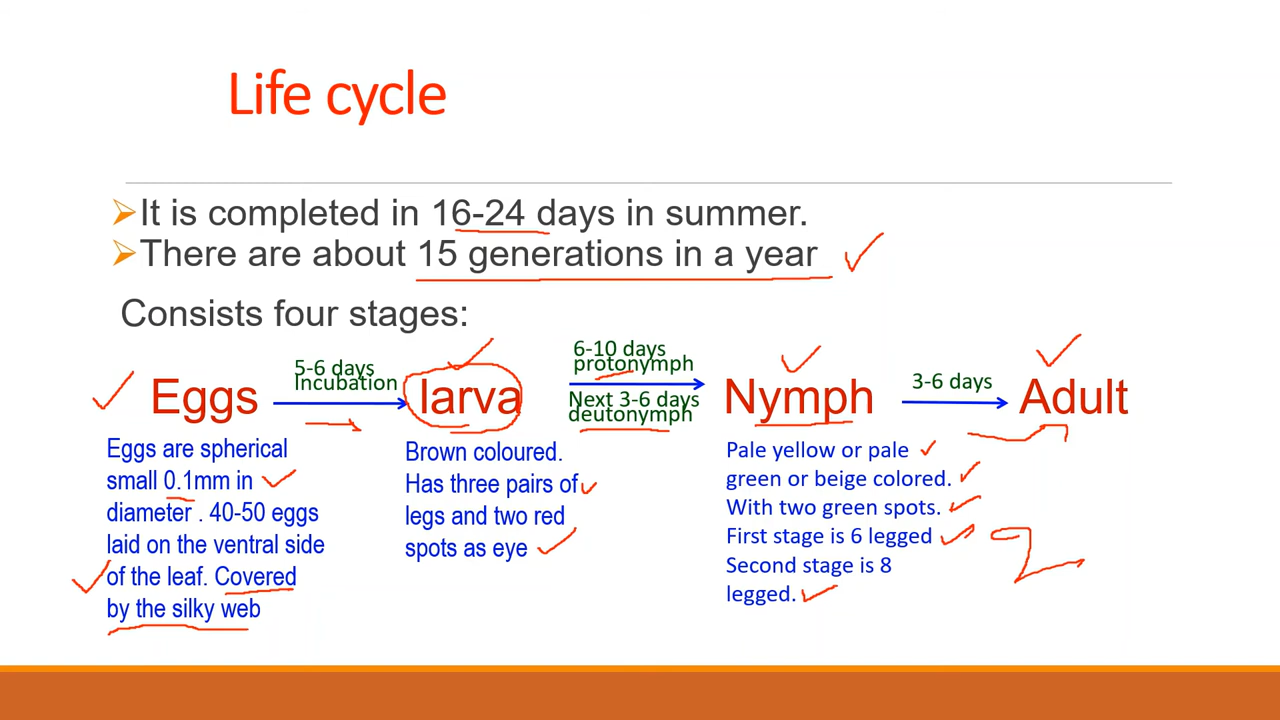 Life cycle
It is completed in 16-24 days in summer.
There are about 15 generations in a year
Consists four stages:
Eggs
5-6 days
Incubation
larva
6-10 days
protonymph
Next 3-6 days
deutonymph
Nymph
3-6 days
Adult
Eggs are spherical
small 0.1mm in
diameter . 40-50 eggs
laid on the ventral side
of the leaf. Covered
by the silky web
Brown coloured.
Has three pairs of
legs and two red
spots as eye
Pale yellow or pale
green or beige colored.
With two green spots.
First stage is 6 legged
Second stage is 8
legged.
2